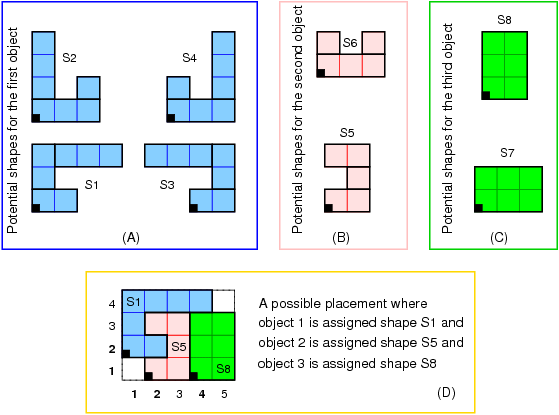 Potential shapes for the first object
S2
S4
S1
S3
(A)
Potential shapes for the second object
S6
S5
(B)
Potential shapes for the third object
S8
S7
(C)
4
3
2
1
S1
S5
S8
1 2 3 4 5
A possible placement where
object 1 is assigned shape S1 and
object 2 is assigned shape S5 and
object 3 is assigned shape S8
(D)